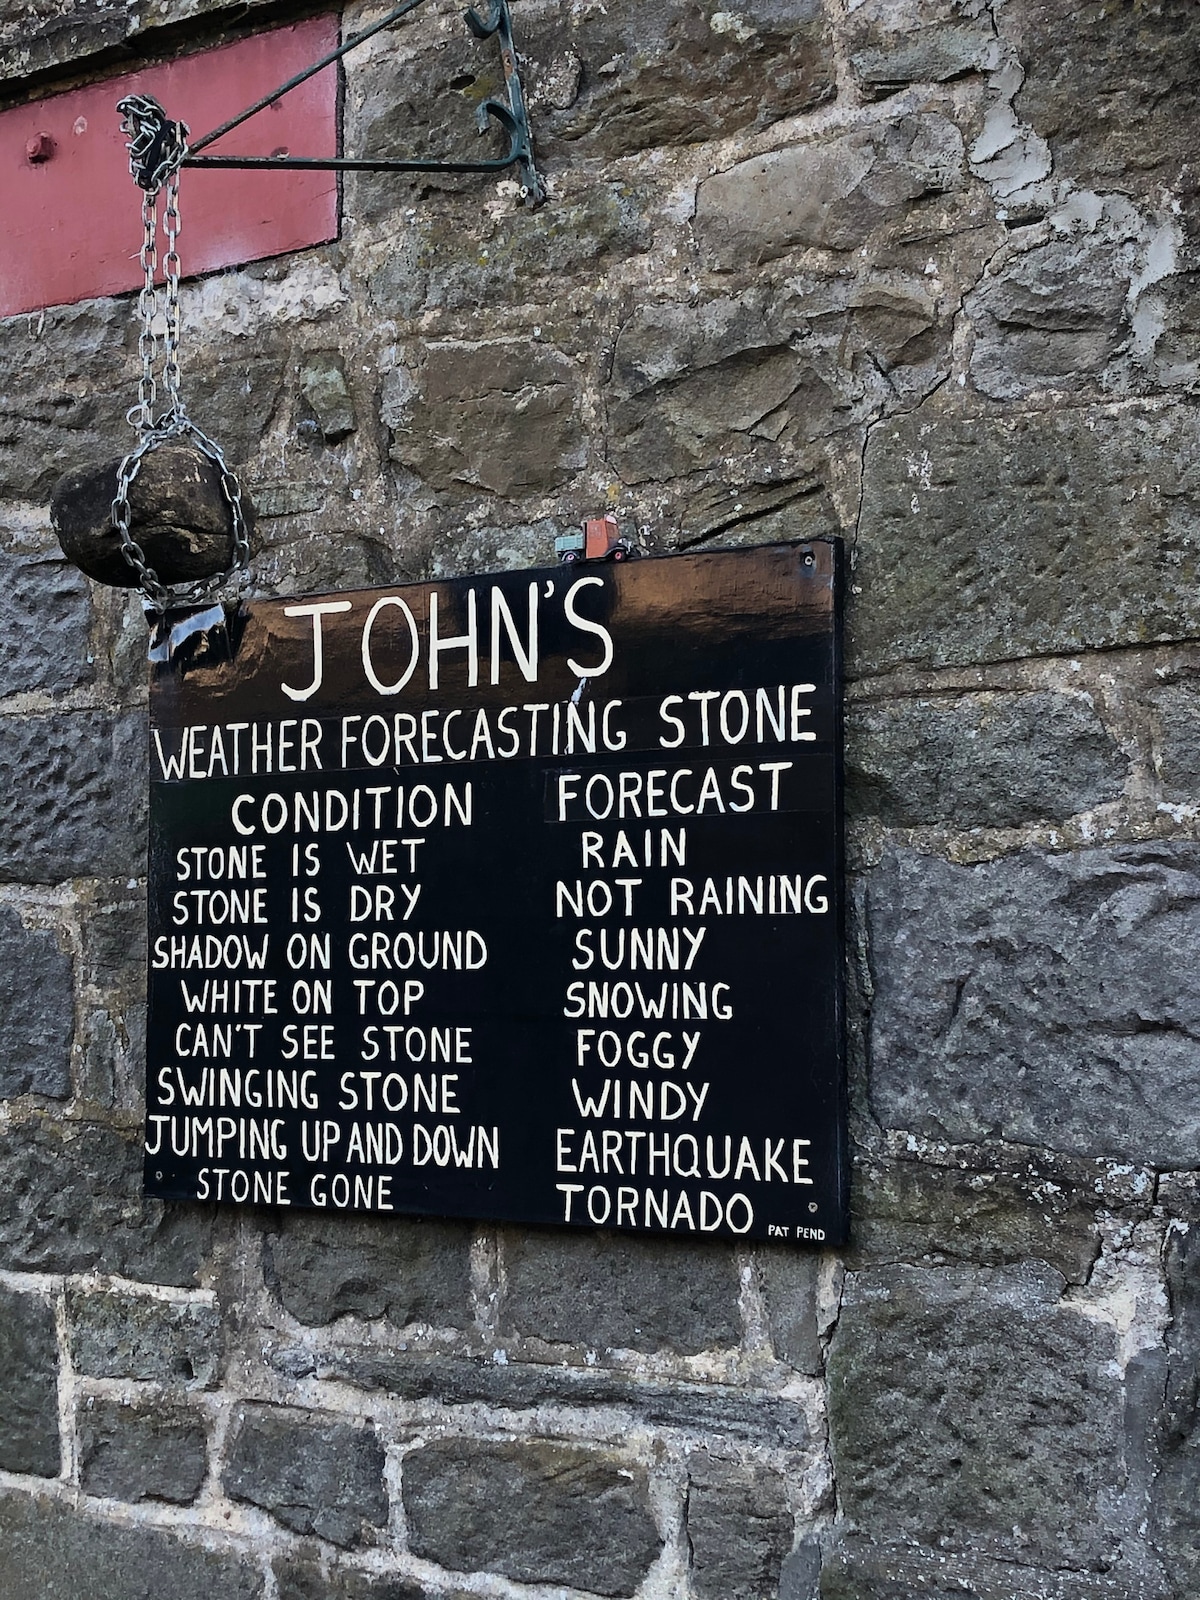 JOHN'S
WEATHER FORECASTING STONE
CONDITION FORECAST
STONE IS WET RAIN
STONE IS DRY NOT RAINING
SHADOW ON GROUND SUNNY
WHITE ON TOP SNOWING
CAN'T SEE STONE FOGGY
SWINGING STONE WINDY
JUMPING UP AND DOWN EARTHQUAKE
STONE GONE TORNADO
PAT PEND